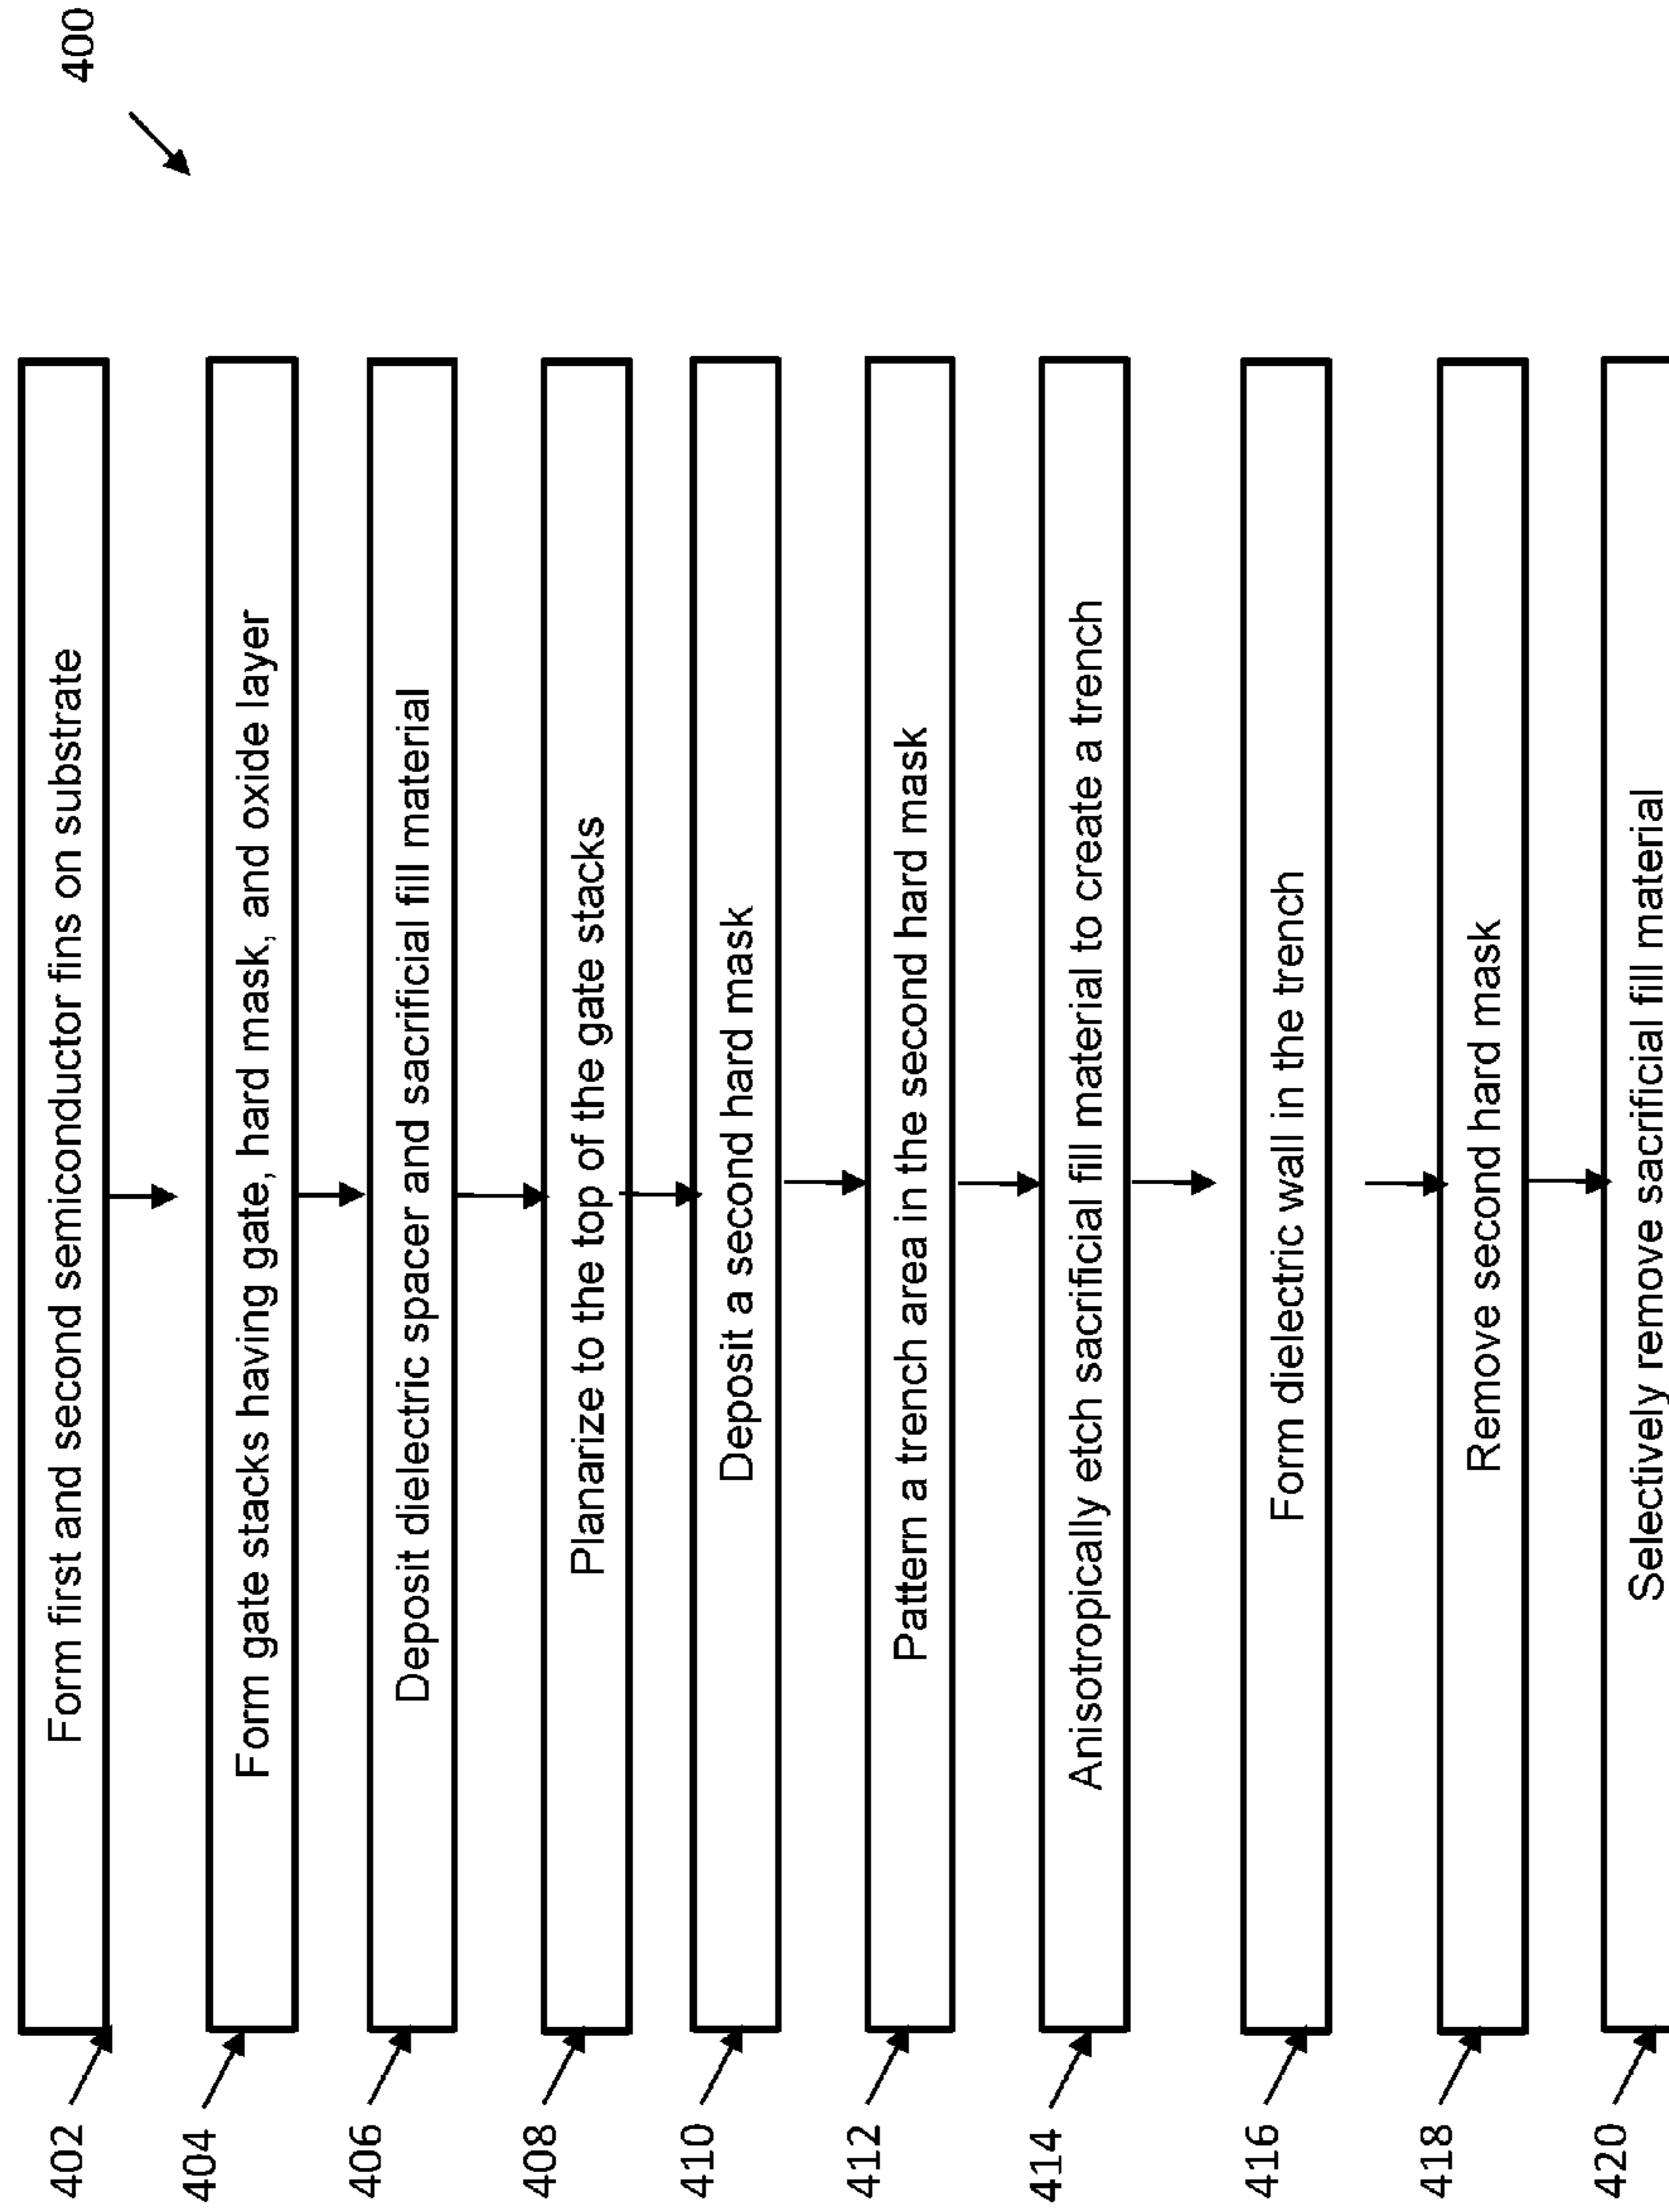 400
402
Form first and second semiconductor fins on substrate
404
Form gate stacks having gate, hard mask, and oxide layer
406
Deposit dielectric spacer and sacrificial fill material
408
Planarize to the top of the gate stacks
410
Deposit a second hard mask
412
Pattern a trench area in the second hard mask
414
Anisotropically etch sacrificial fill material to create a trench
416
Form dielectric wall in the trench
418
Remove second hard mask
420
Selectively remove sacrificial fill material